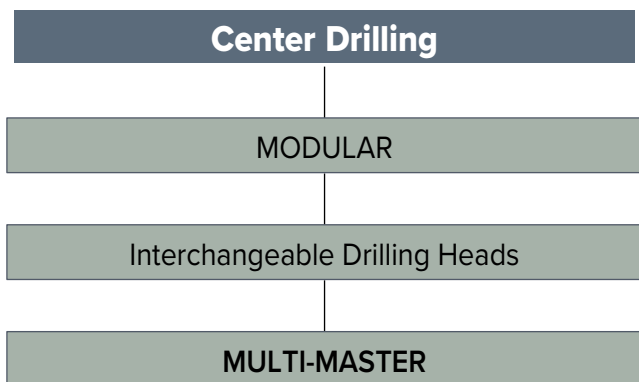 Center Drilling
MODULAR
Interchangeable Drilling Heads
MULTI-MASTER